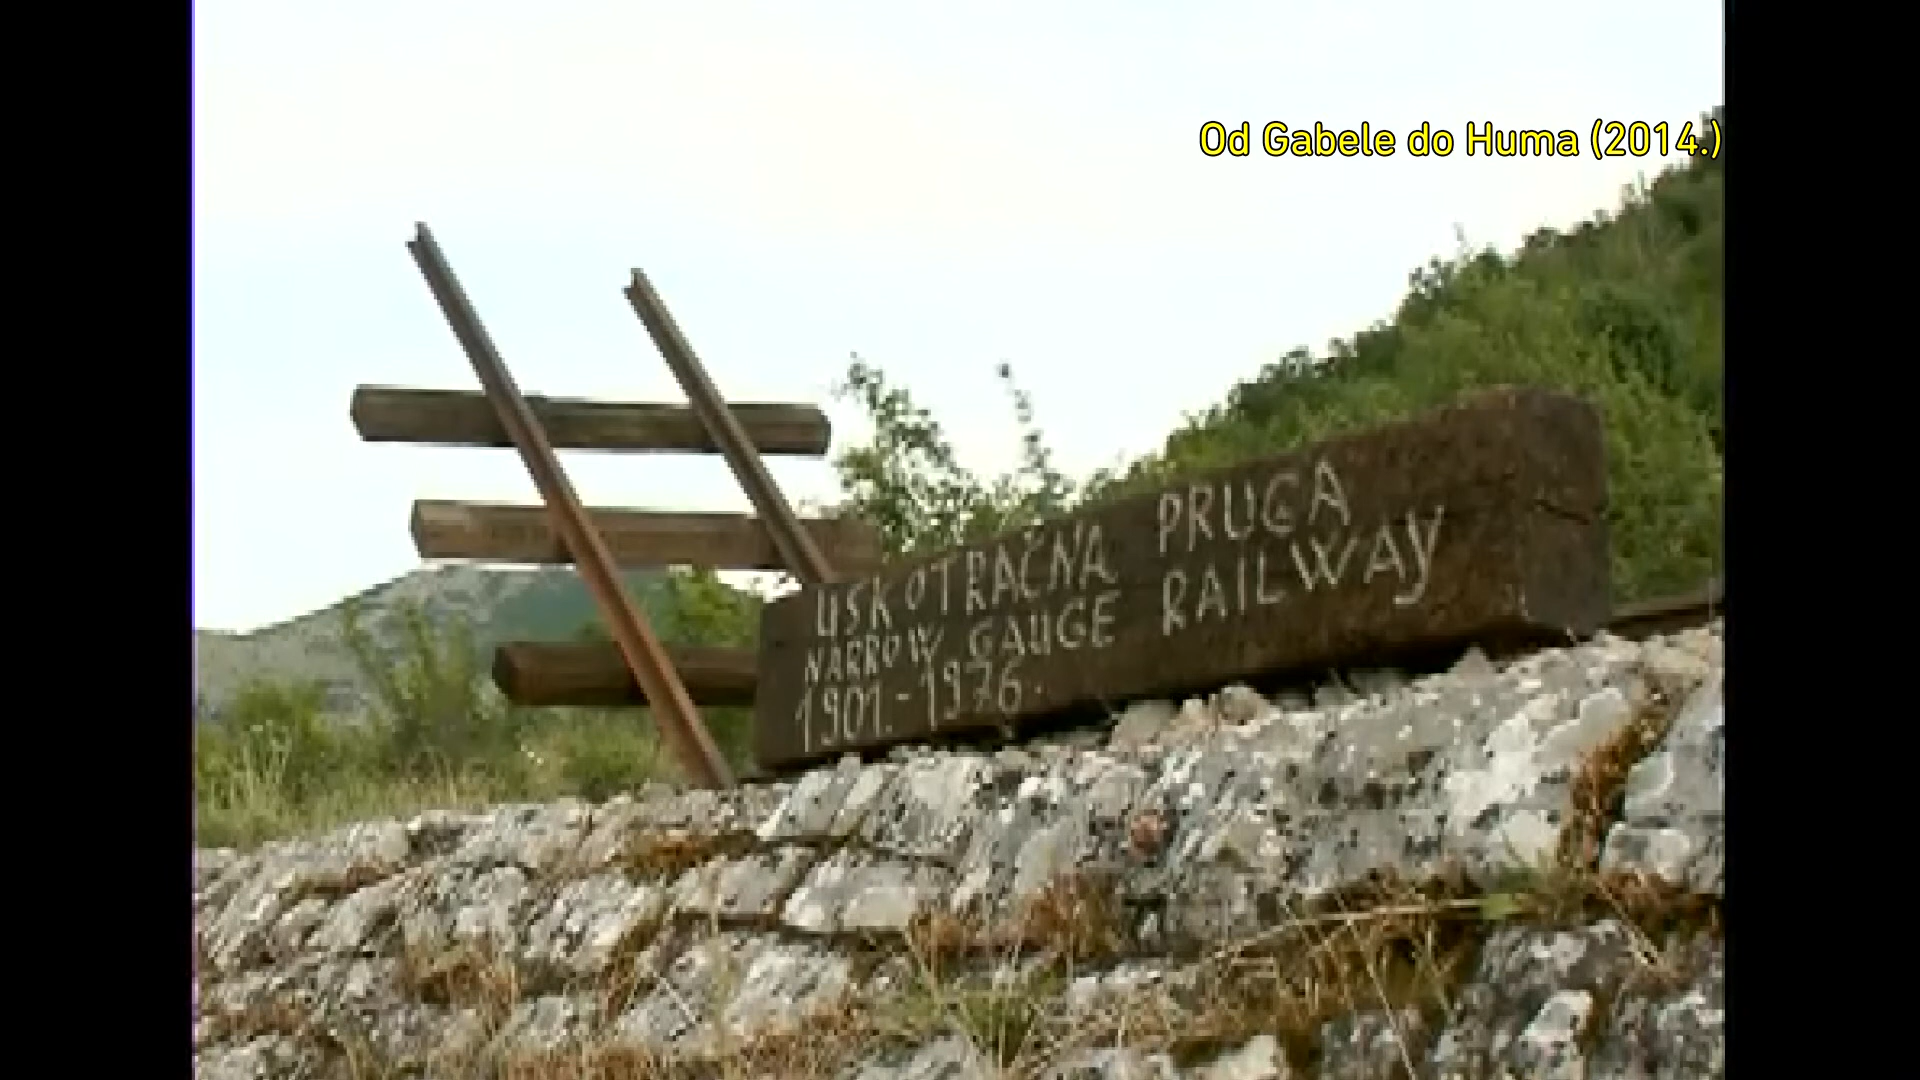 Od Gabele do Huma (2014.)
USKOTRAČNA PRUGA
NARROW GAUGE RAILWAY
1901.-1976.